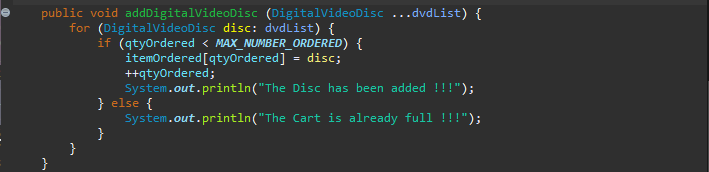 public void addDigitalVideoDisc (DigitalVideoDisc ...dvdList) {
    for (DigitalVideoDisc disc: dvdList) {
        if (qtyOrdered < MAX_NUMBER_ORDERED) {
            itemOrdered[qtyOrdered] = disc;
            ++qtyOrdered;
            System.out.println("The Disc has been added !!!");
        } else {
            System.out.println("The Cart is already full !!!");
        }
    }
}